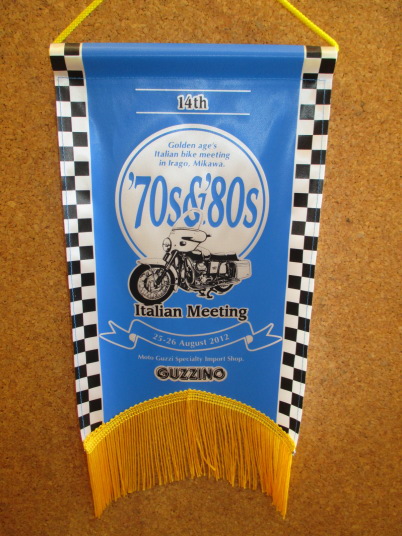 14th
Golden age's
Italian bike meeting
in Irago, Mikawa.
'70s&'80s
Italian Meeting
25-26 August 2012
Moto Guzzi Specialty Import Shop.
GUZZINO